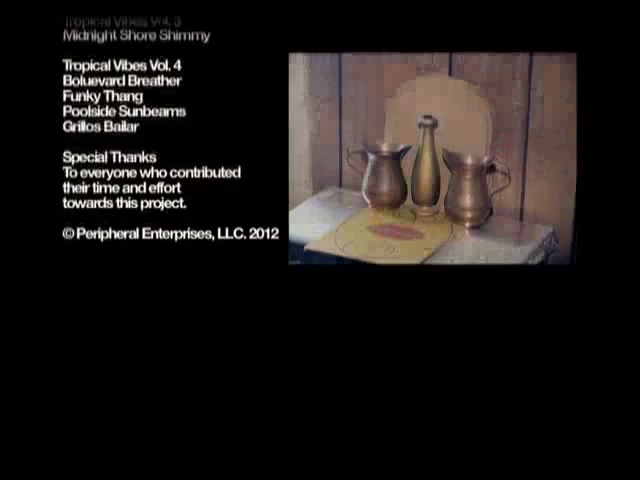 Tropical Vibes Vol. 3
Midnight Shore Shimmy
Tropical Vibes Vol. 4
Boluevard Breather
Funky Thang
Poolside Sunbeams
Grillos Bailar
Special Thanks
To everyone who contributed
their time and effort
towards this project.
© Peripheral Enterprises, LLC. 2012